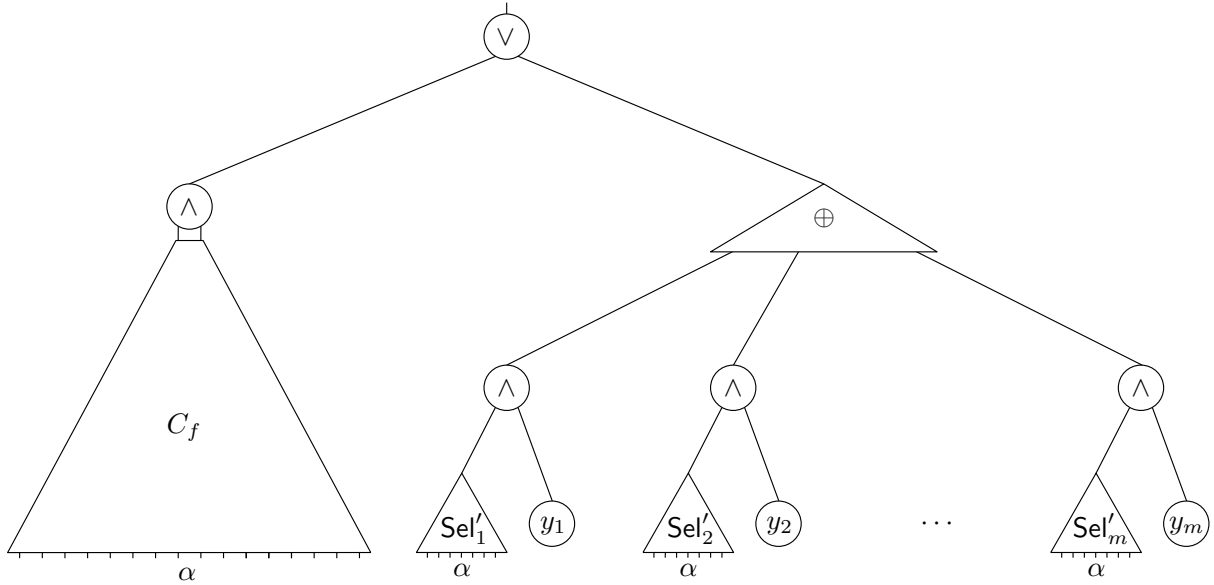 ∨
∧
⊕
∧ ∧ ∧
C_f
Sel′_1 y_1 Sel′_2 y_2 ... Sel′_m y_m
α α α α